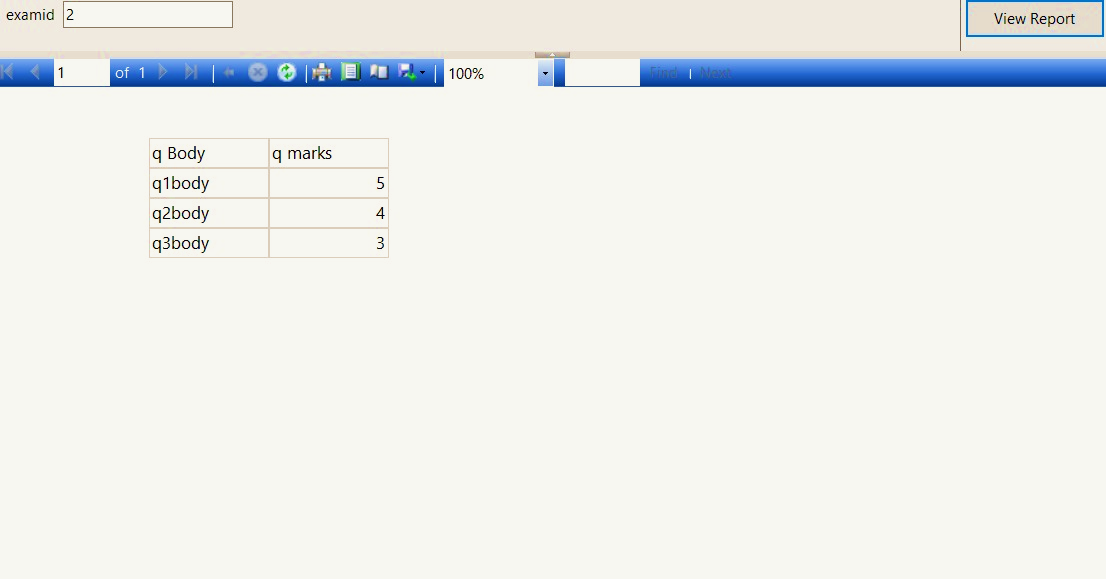 examid 2 View Report
1 of 1 100% Find | Next
q Body q marks
q1body 5
q2body 4
q3body 3